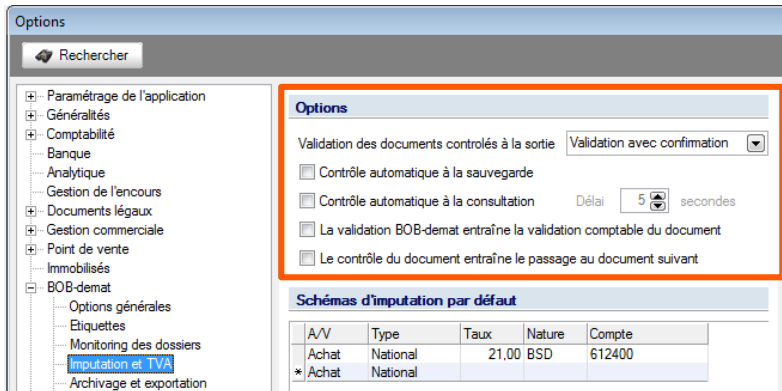 Options
Rechercher
Paramétrage de l'application
Généralités
Comptabilité
Banque
Analytique
Gestion de l'encours
Documents légaux
Gestion commerciale
Point de vente
Immobilisés
BOB-demat
Options générales
Etiquettes
Monitoring des dossiers
Imputation et TVA
Archivage et exportation
Options
Validation des documents controlés à la sortie Validation avec confirmation
Contrôle automatique à la sauvegarde
Contrôle automatique à la consultation Délai 5 secondes
La validation BOB-demat entraîne la validation comptable du document
Le contrôle du document entraîne le passage au document suivant
Schémas d'imputation par défaut
A/V Type Taux Nature Compte
Achat National 21,00 BSD 612400
* Achat National